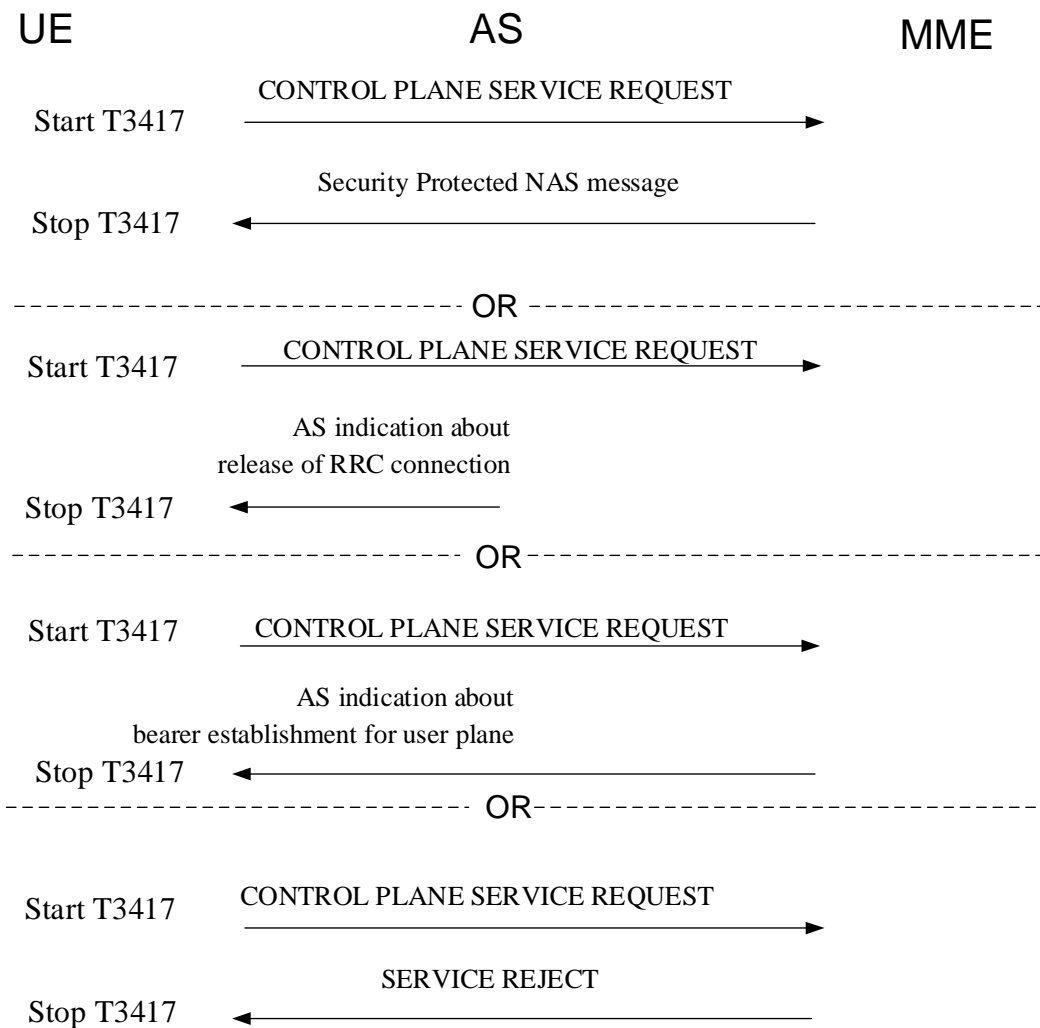 UE AS MME
CONTROL PLANE SERVICE REQUEST
Start T3417
Security Protected NAS message
Stop T3417
OR
CONTROL PLANE SERVICE REQUEST
Start T3417
AS indication about
release of RRC connection
Stop T3417
OR
Start T3417 CONTROL PLANE SERVICE REQUEST
AS indication about
bearer establishment for user plane
Stop T3417
OR
CONTROL PLANE SERVICE REQUEST
Start T3417
SERVICE REJECT
Stop T3417